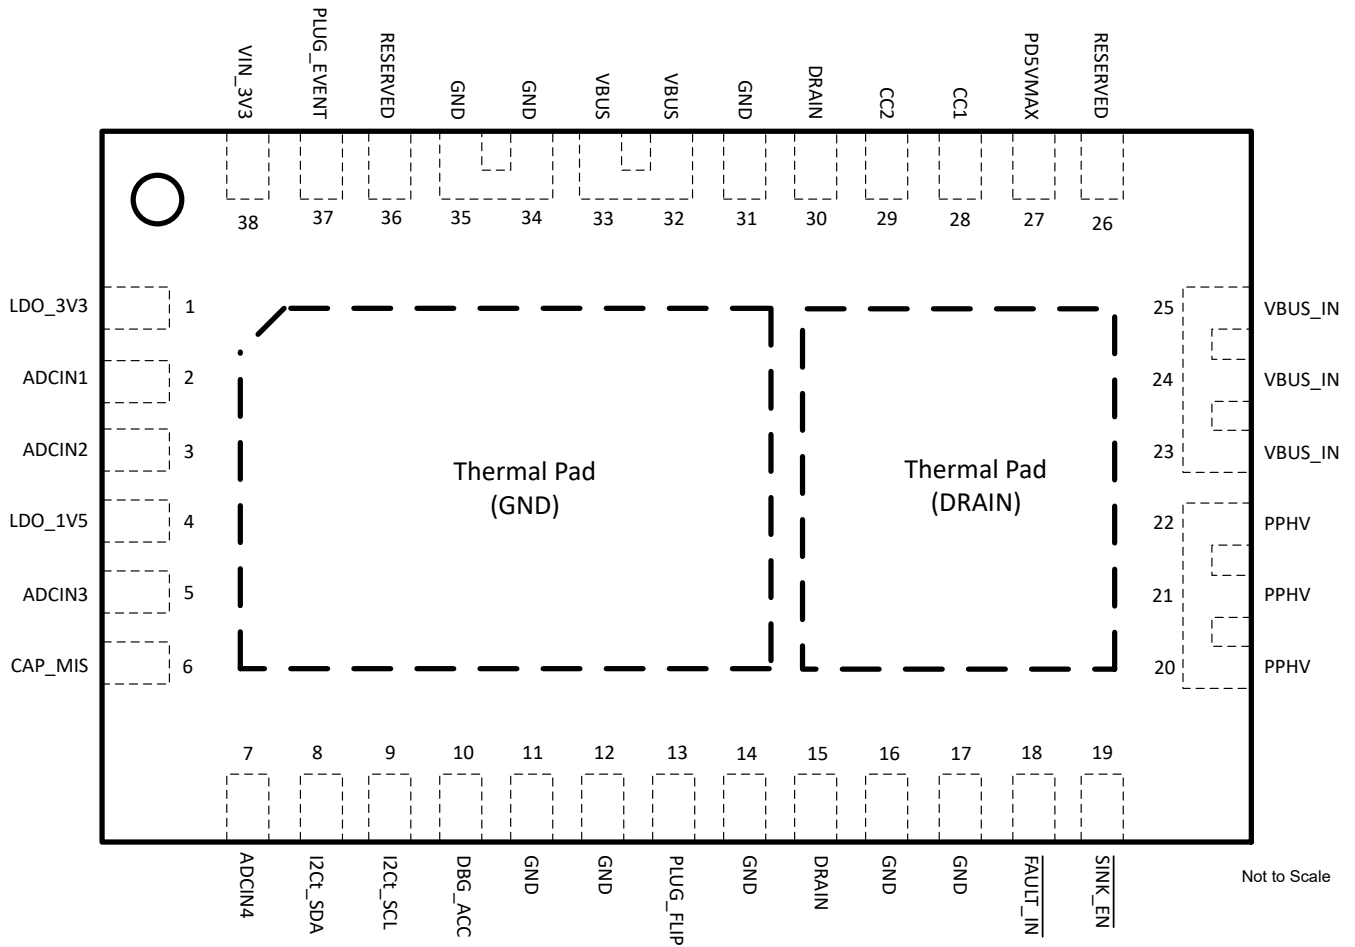 VIN_3V3
PLUG_EVENT
RESERVED
GND
GND
VBUS
VBUS
GND
DRAIN
CC2
CC1
PD5VMAX
RESERVED
38
37
36
35
34
33
32
31
30
29
28
27
26
LDO_3V3
1
ADCIN1
2
ADCIN2
3
LDO_1V5
4
ADCIN3
5
CAP_MIS
6
Thermal Pad
(GND)
Thermal Pad
(DRAIN)
25
VBUS_IN
24
VBUS_IN
23
VBUS_IN
22
PPHV
21
PPHV
20
PPHV
7
8
9
10
11
12
13
14
15
16
17
18
19
ADCIN4
I2Ct_SDA
I2Ct_SCL
DBG_ACC
GND
GND
PLUG_FLIP
GND
DRAIN
GND
GND
FAULT_IN
SINK_EN
Not to Scale